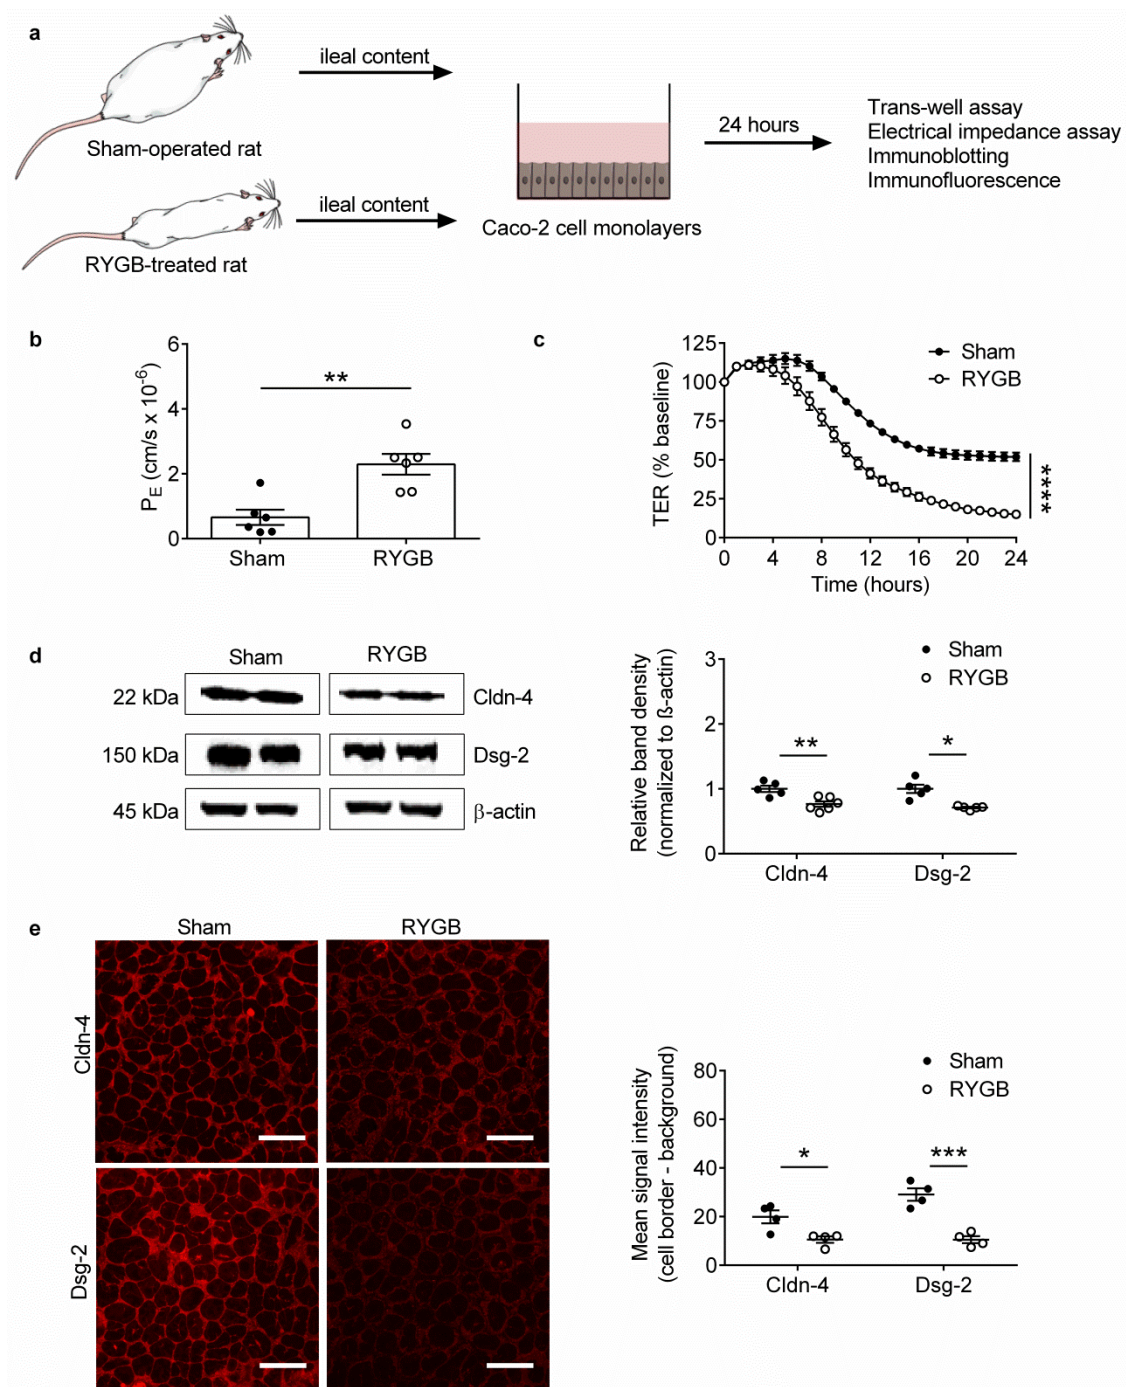 a
ileal content
Sham-operated rat
ileal content
RYGB-treated rat
Caco-2 cell monolayers
24 hours
Trans-well assay
Electrical impedance assay
Immunoblotting
Immunofluorescence
b
P_E (cm/s x 10^-6)
6
4
2
0
**
Sham
RYGB
c
TER (% baseline)
125
100
75
50
25
0
0 4 8 12 16 20 24
Time (hours)
Sham
RYGB
****
d
Sham
RYGB
22 kDa
Cldn-4
150 kDa
Dsg-2
45 kDa
β-actin
Relative band density
(normalized to ß-actin)
3
2
1
0
Sham
RYGB
**
*
Cldn-4
Dsg-2
e
Sham
RYGB
Cldn-4
Dsg-2
Mean signal intensity
(cell border - background)
80
60
40
20
0
Sham
RYGB
*
***
Cldn-4
Dsg-2